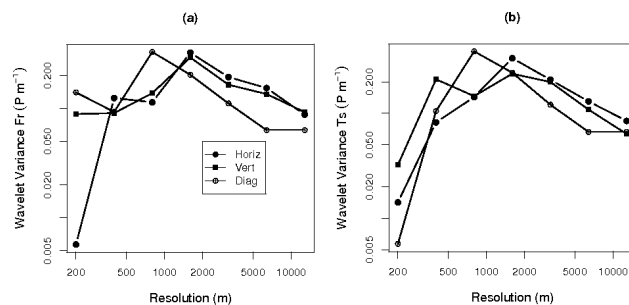 (a)
Wavelet Variance Fr (P m⁻¹)
0.200
0.050
0.020
0.005
Horiz
Vert
Diag
200
500
1000
2000
5000
10000
Resolution (m)
(b)
Wavelet Variance Ts (P m⁻¹)
0.200
0.050
0.020
0.005
200
500
1000
2000
5000
10000
Resolution (m)